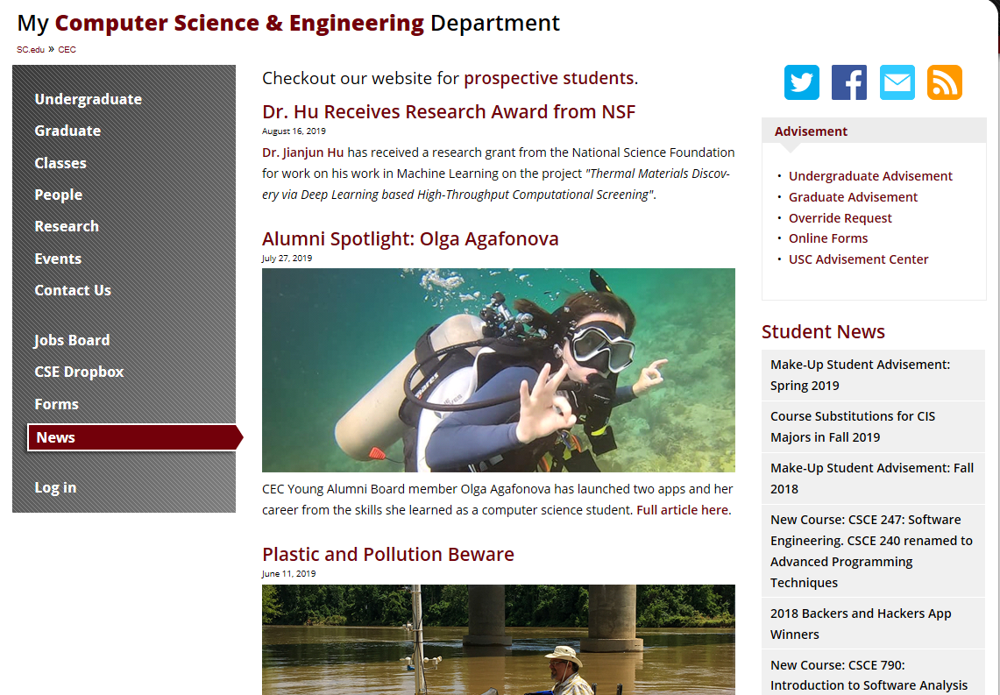 My Computer Science & Engineering Department
SC.edu » CEC
Undergraduate
Graduate
Classes
People
Research
Events
Contact Us
Jobs Board
CSE Dropbox
Forms
News
Log in
Checkout our website for prospective students.
Dr. Hu Receives Research Award from NSF
August 16, 2019
Dr. Jianjun Hu has received a research grant from the National Science Foundation
for work on his work in Machine Learning on the project "Thermal Materials Discov-
ery via Deep Learning based High-Throughput Computational Screening".
Alumni Spotlight: Olga Agafonova
July 27, 2019
mares
CEC Young Alumni Board member Olga Agafonova has launched two apps and her
career from the skills she learned as a computer science student. Full article here.
Plastic and Pollution Beware
June 11, 2019
Advisement
• Undergraduate Advisement
• Graduate Advisement
• Override Request
• Online Forms
• USC Advisement Center
Student News
Make-Up Student Advisement:
Spring 2019
Course Substitutions for CIS
Majors in Fall 2019
Make-Up Student Advisement: Fall
2018
New Course: CSCE 247: Software
Engineering. CSCE 240 renamed to
Advanced Programming
Techniques
2018 Backers and Hackers App
Winners
New Course: CSCE 790:
Introduction to Software Analysis